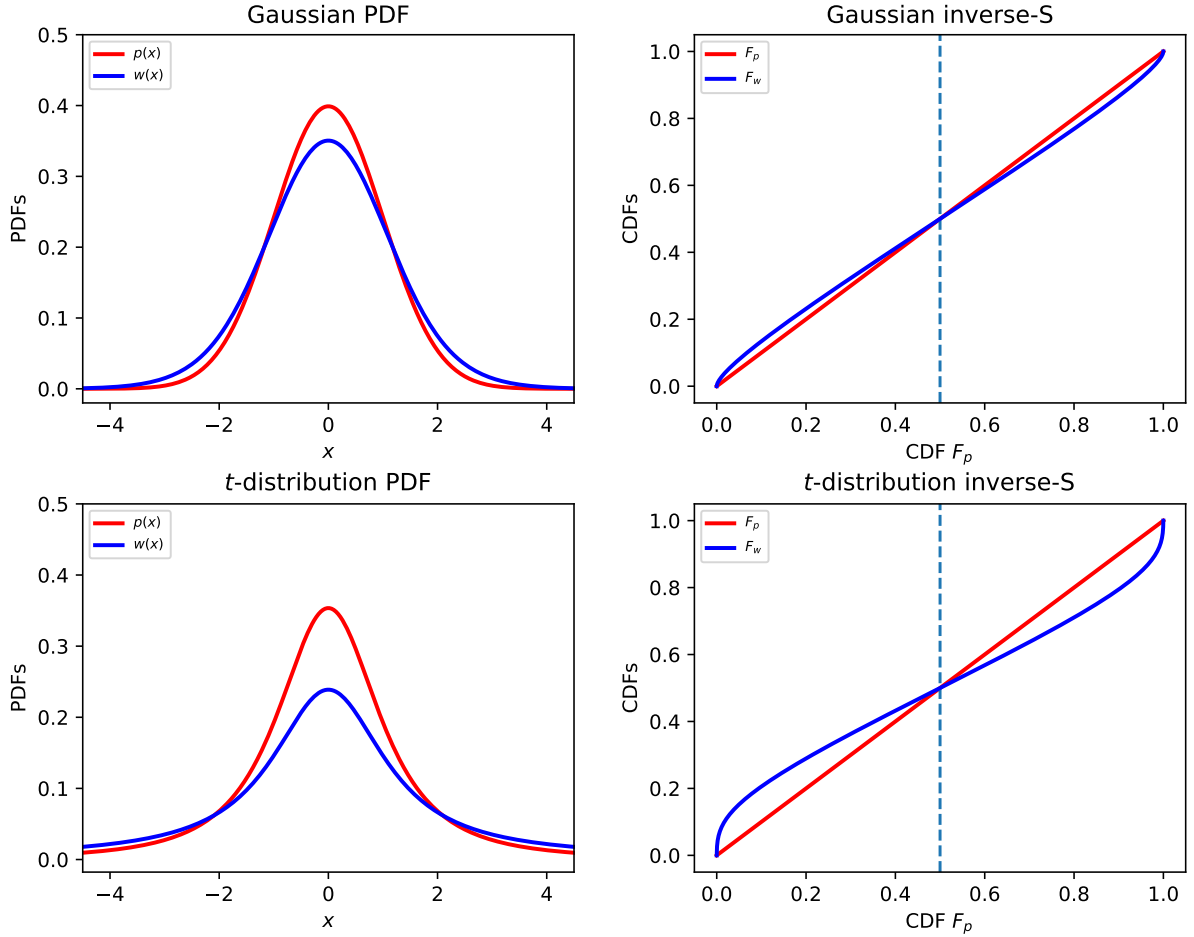 Gaussian PDF
p(x)
w(x)
PDFs
0.5
0.4
0.3
0.2
0.1
0.0
−4 −2 0 2 4
x
Gaussian inverse-S
F_p
F_w
CDFs
1.0
0.8
0.6
0.4
0.2
0.0
0.0 0.2 0.4 0.6 0.8 1.0
CDF F_p
t-distribution PDF
p(x)
w(x)
PDFs
0.5
0.4
0.3
0.2
0.1
0.0
−4 −2 0 2 4
x
t-distribution inverse-S
F_p
F_w
CDFs
1.0
0.8
0.6
0.4
0.2
0.0
0.0 0.2 0.4 0.6 0.8 1.0
CDF F_p